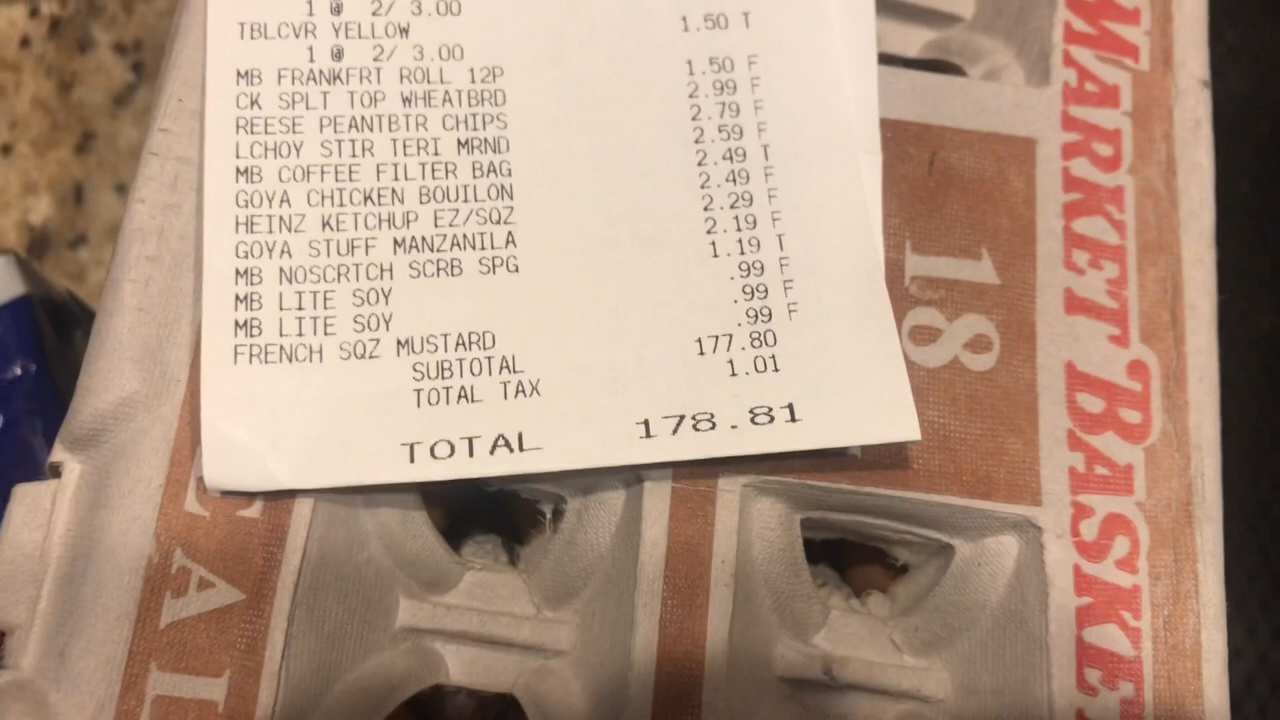 1 @ 2/ 3.00
TBLCVR YELLOW 1.50 T
1 @ 2/ 3.00
MB FRANKFRT ROLL 12P 1.50 F
CK SPLT TOP WHEATBRD 2.99 F
REESE PEANTBTR CHIPS 2.79 F
LCHOY STIR TERI MRND 2.59 F
MB COFFEE FILTER BAG 2.49 T
GOYA CHICKEN BOUILON 2.49 F
HEINZ KETCHUP EZ/SQZ 2.29 F
GOYA STUFF MANZANILA 2.19 F
MB NOSCRTCH SCRB SPG 1.19 T
MB LITE SOY .99 F
MB LITE SOY .99 F
FRENCH SQZ MUSTARD .99 F
SUBTOTAL 177.80
TOTAL TAX 1.01
TOTAL 178.81
18
MARKET BASKET